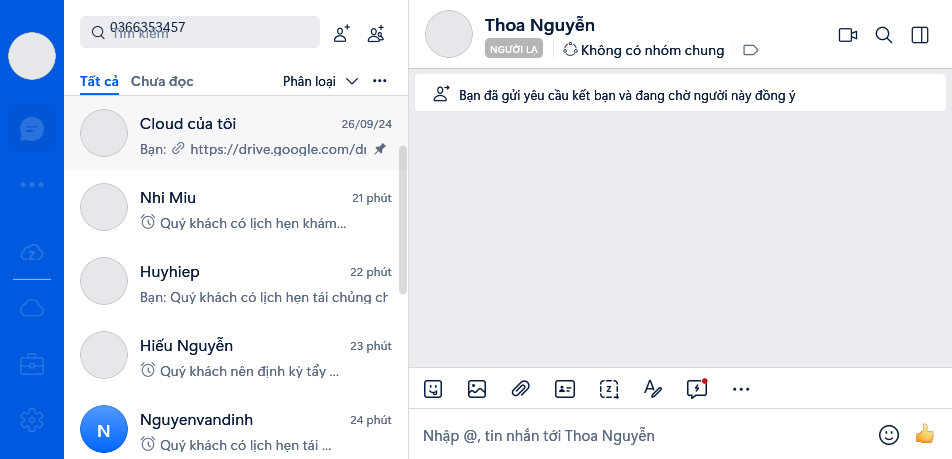 0366353457
Tìm kiếm
Tất cả Chưa đọc Phân loại
Cloud của tôi 26/09/24
Bạn: https://drive.google.com/dr
Nhi Miu 21 phút
Quý khách có lịch hẹn khám...
Huyhiep 22 phút
Bạn: Quý khách có lịch hẹn tái chủng ch
Hiếu Nguyễn 23 phút
Quý khách nên định kỳ tẩy ...
N
Nguyenvandinh 24 phút
Quý khách có lịch hẹn tái ...
Thoa Nguyễn
NGƯỜI LẠ Không có nhóm chung
Bạn đã gửi yêu cầu kết bạn và đang chờ người này đồng ý
Nhập @, tin nhắn tới Thoa Nguyễn